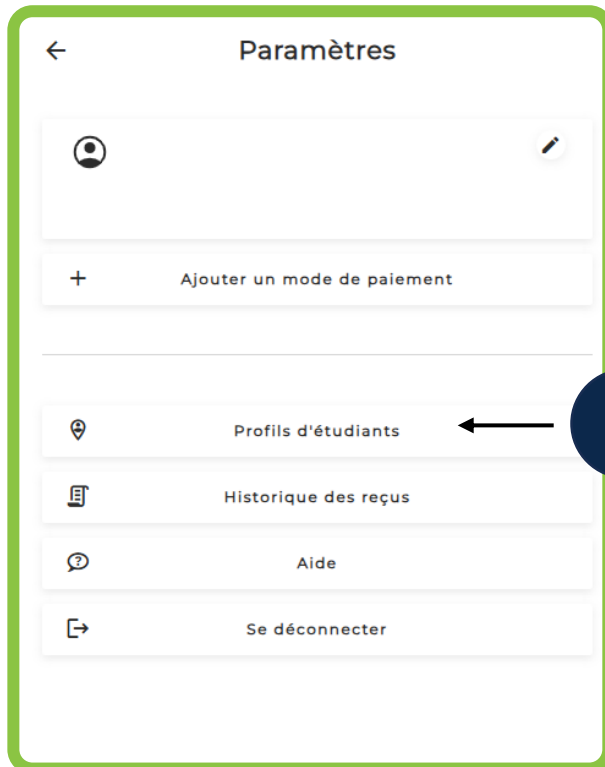 Paramètres
Ajouter un mode de paiement
Profils d'étudiants
Historique des reçus
Aide
Se déconnecter